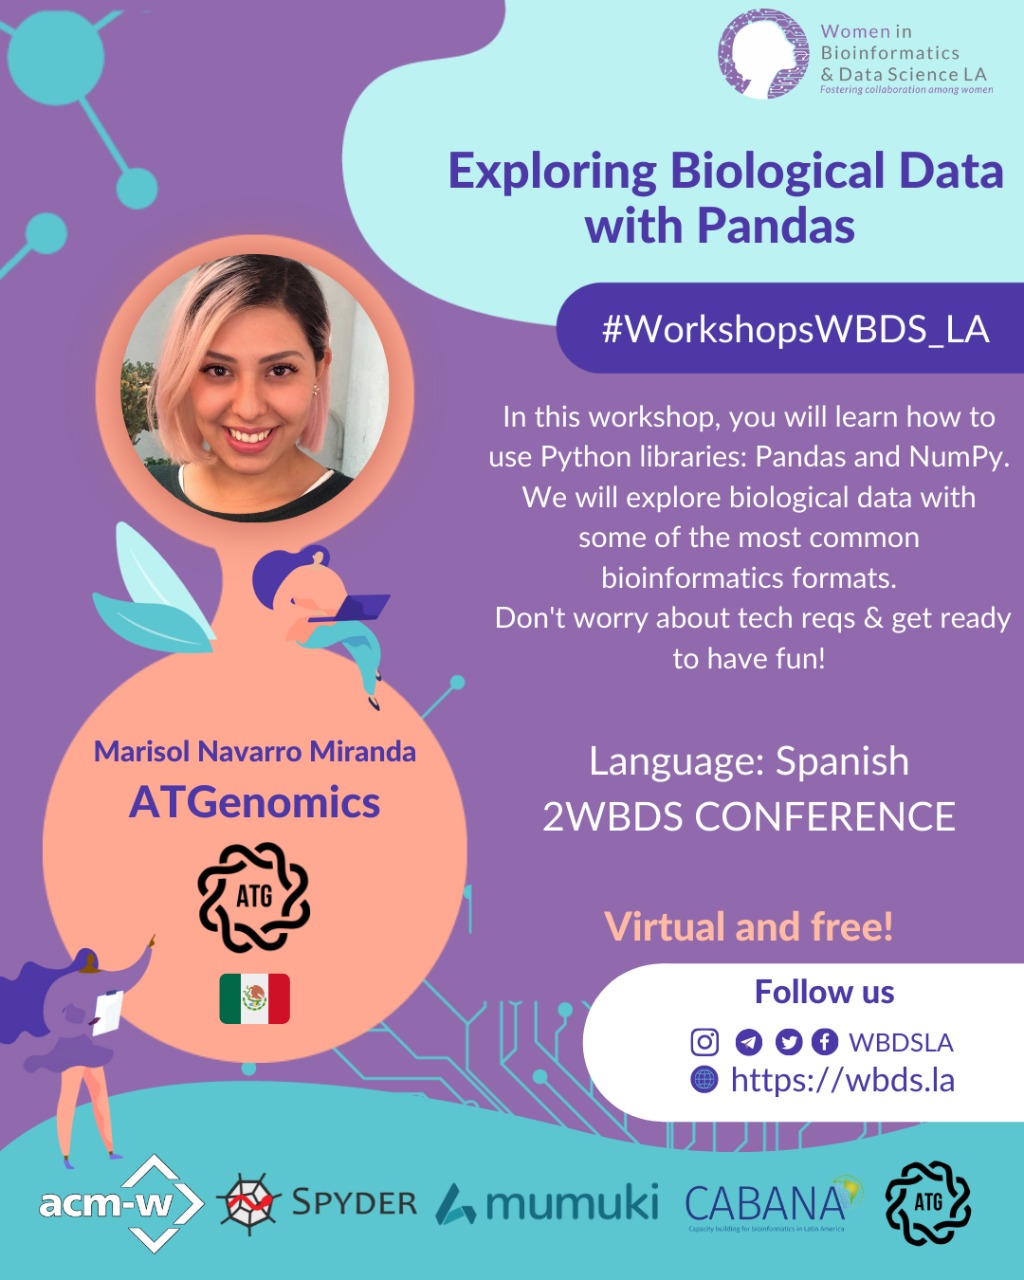 Women in
Bioinformatics
& Data Science LA
Fostering collaboration among women
Exploring Biological Data
with Pandas
#WorkshopsWBDS_LA
In this workshop, you will learn how to
use Python libraries: Pandas and NumPy.
We will explore biological data with
some of the most common
bioinformatics formats.
Don't worry about tech reqs & get ready
to have fun!
Marisol Navarro Miranda
ATGenomics
ATG
Language: Spanish
2WBDS CONFERENCE
Virtual and free!
Follow us
WBDSLA
https://wbds.la
acm-w
SPYDER
mumuki
CABANA
Capacity building for bioinformatics in Latin America
ATG